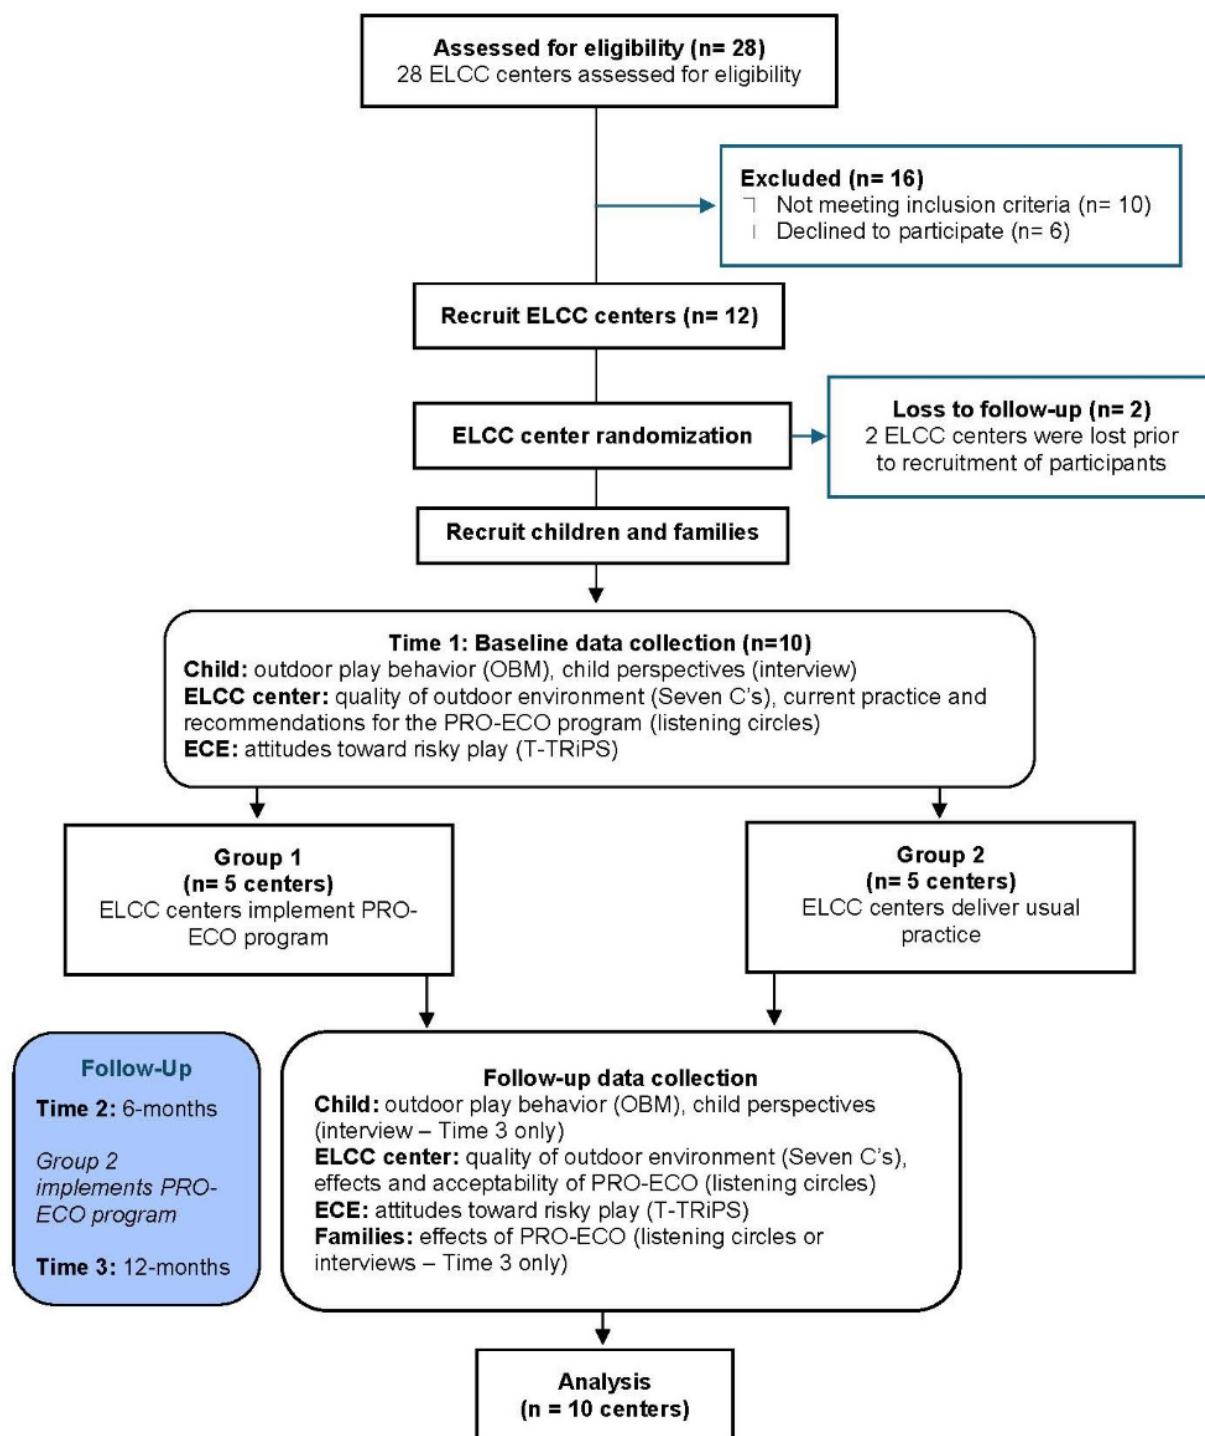 Assessed for eligibility (n= 28)
28 ELCC centers assessed for eligibility
Excluded (n= 16)
Not meeting inclusion criteria (n= 10)
Declined to participate (n= 6)
Recruit ELCC centers (n= 12)
ELCC center randomization
Loss to follow-up (n= 2)
2 ELCC centers were lost prior
to recruitment of participants
Recruit children and families
Time 1: Baseline data collection (n=10)
Child: outdoor play behavior (OBM), child perspectives (interview)
ELCC center: quality of outdoor environment (Seven C's), current practice and
recommendations for the PRO-ECO program (listening circles)
ECE: attitudes toward risky play (T-TRiPS)
Group 1
(n= 5 centers)
ELCC centers implement PRO-
ECO program
Group 2
(n= 5 centers)
ELCC centers deliver usual
practice
Follow-Up
Time 2: 6-months
Group 2
implements PRO-
ECO program
Time 3: 12-months
Follow-up data collection
Child: outdoor play behavior (OBM), child perspectives
(interview – Time 3 only)
ELCC center: quality of outdoor environment (Seven C's),
effects and acceptability of PRO-ECO (listening circles)
ECE: attitudes toward risky play (T-TRiPS)
Families: effects of PRO-ECO (listening circles or
interviews – Time 3 only)
Analysis
(n = 10 centers)